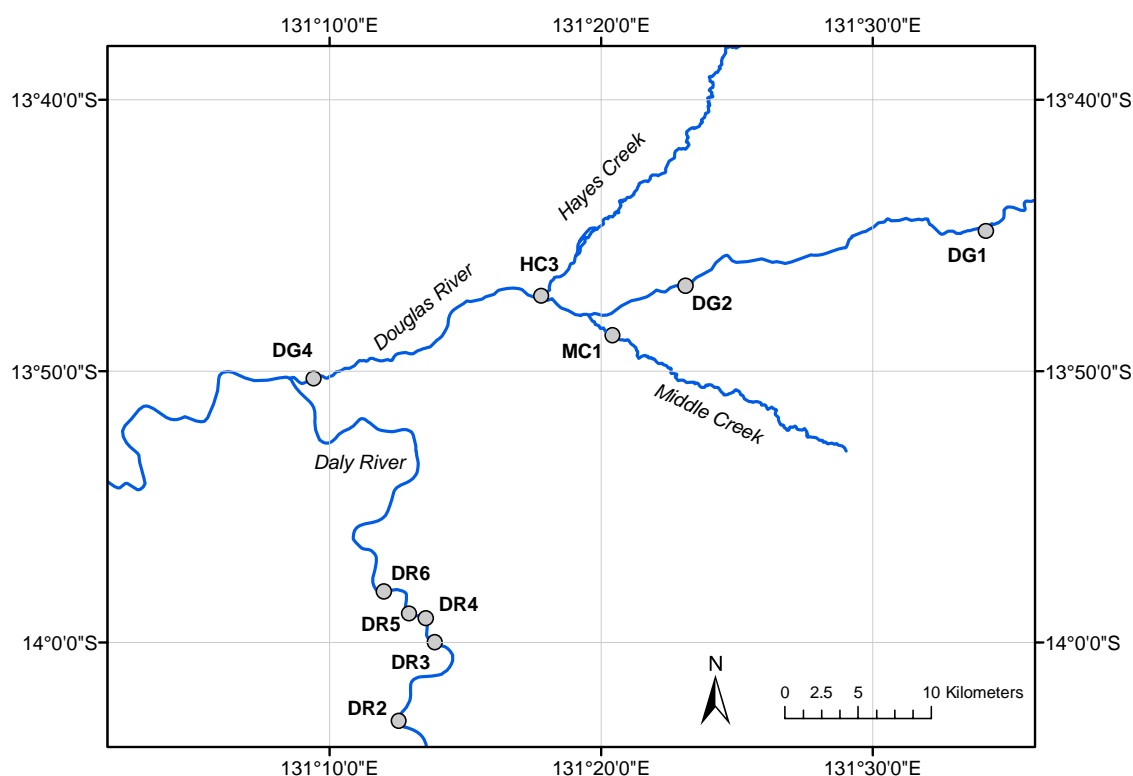 131°10'0"E
131°20'0"E
131°30'0"E
13°40'0"S
13°40'0"S
Hayes Creek
DG1
HC3
Douglas River
DG2
MC1
DG4
13°50'0"S
13°50'0"S
Middle Creek
Daly River
DR6
DR4
DR5
14°0'0"S
14°0'0"S
DR3
N
0 2.5 5 10 Kilometers
DR2
131°10'0"E
131°20'0"E
131°30'0"E